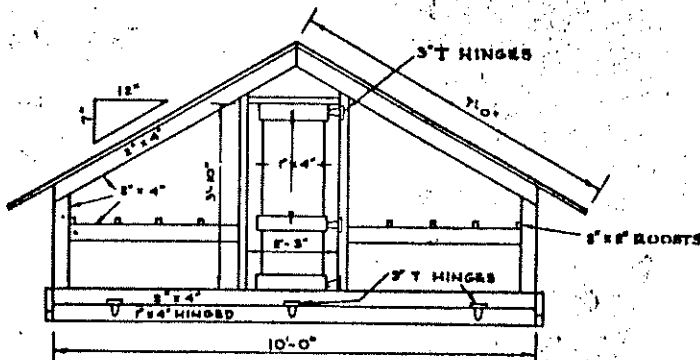 3" T HINGES
7'-0"
12"
7"
2" x 4"
2" x 4"
3'-10"
1" x 4"
2'-3"
2" x 2" ROOSTS
3" T HINGES
2" x 4"
1" x 4" HINGED
10'-0"